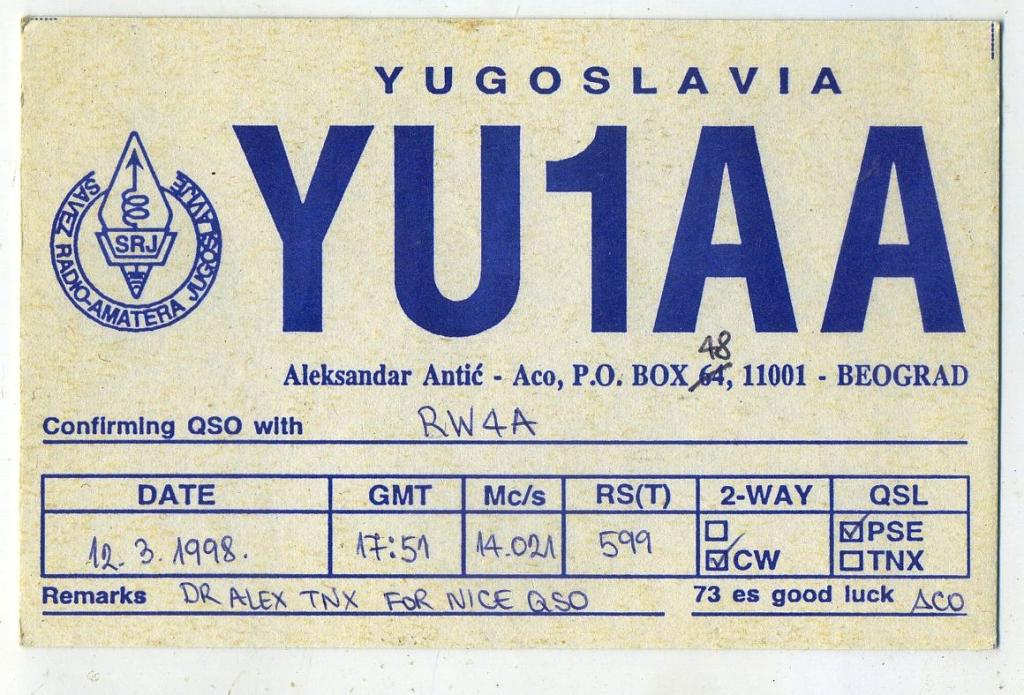 YUGOSLAVIA
YU1AA
SAVEZ RADIO-AMATERA JUGOSLAVIJE
SRJ
48
Aleksandar Antić - Aco, P.O. BOX 64, 11001 - BEOGRAD
Confirming QSO with RW4A
DATE GMT Mc/s RS(T) 2-WAY QSL
12.3.1998. 17:51 14.021 599 ☐ ☑ PSE
☑ CW ☐ TNX
Remarks DR ALEX TNX FOR NICE QSO 73 es good luck ACO